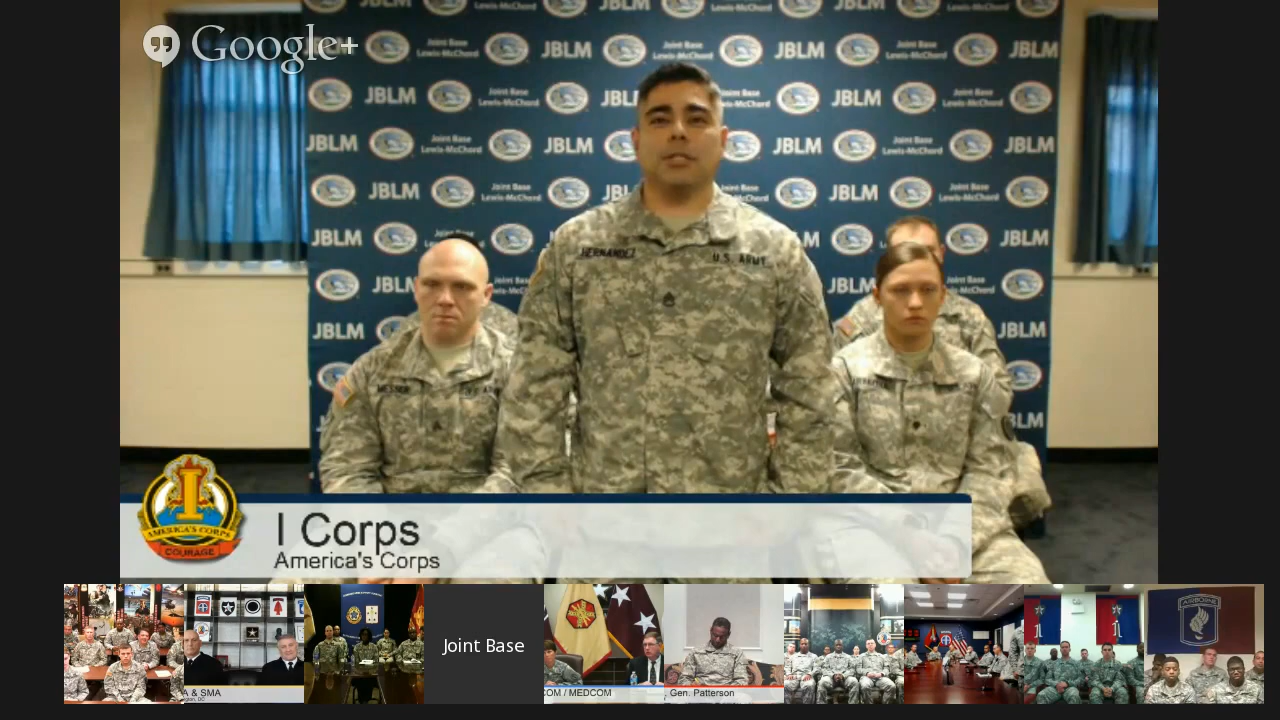 Google+
JBLM
Joint Base
Lewis-McChord
HERNANDEZ
U.S. ARMY
I
AMERICA'S CORPS
COURAGE
I Corps
America's Corps
Joint Base
A & SMA
COM / MEDCOM
Gen. Patterson
AIRBORNE